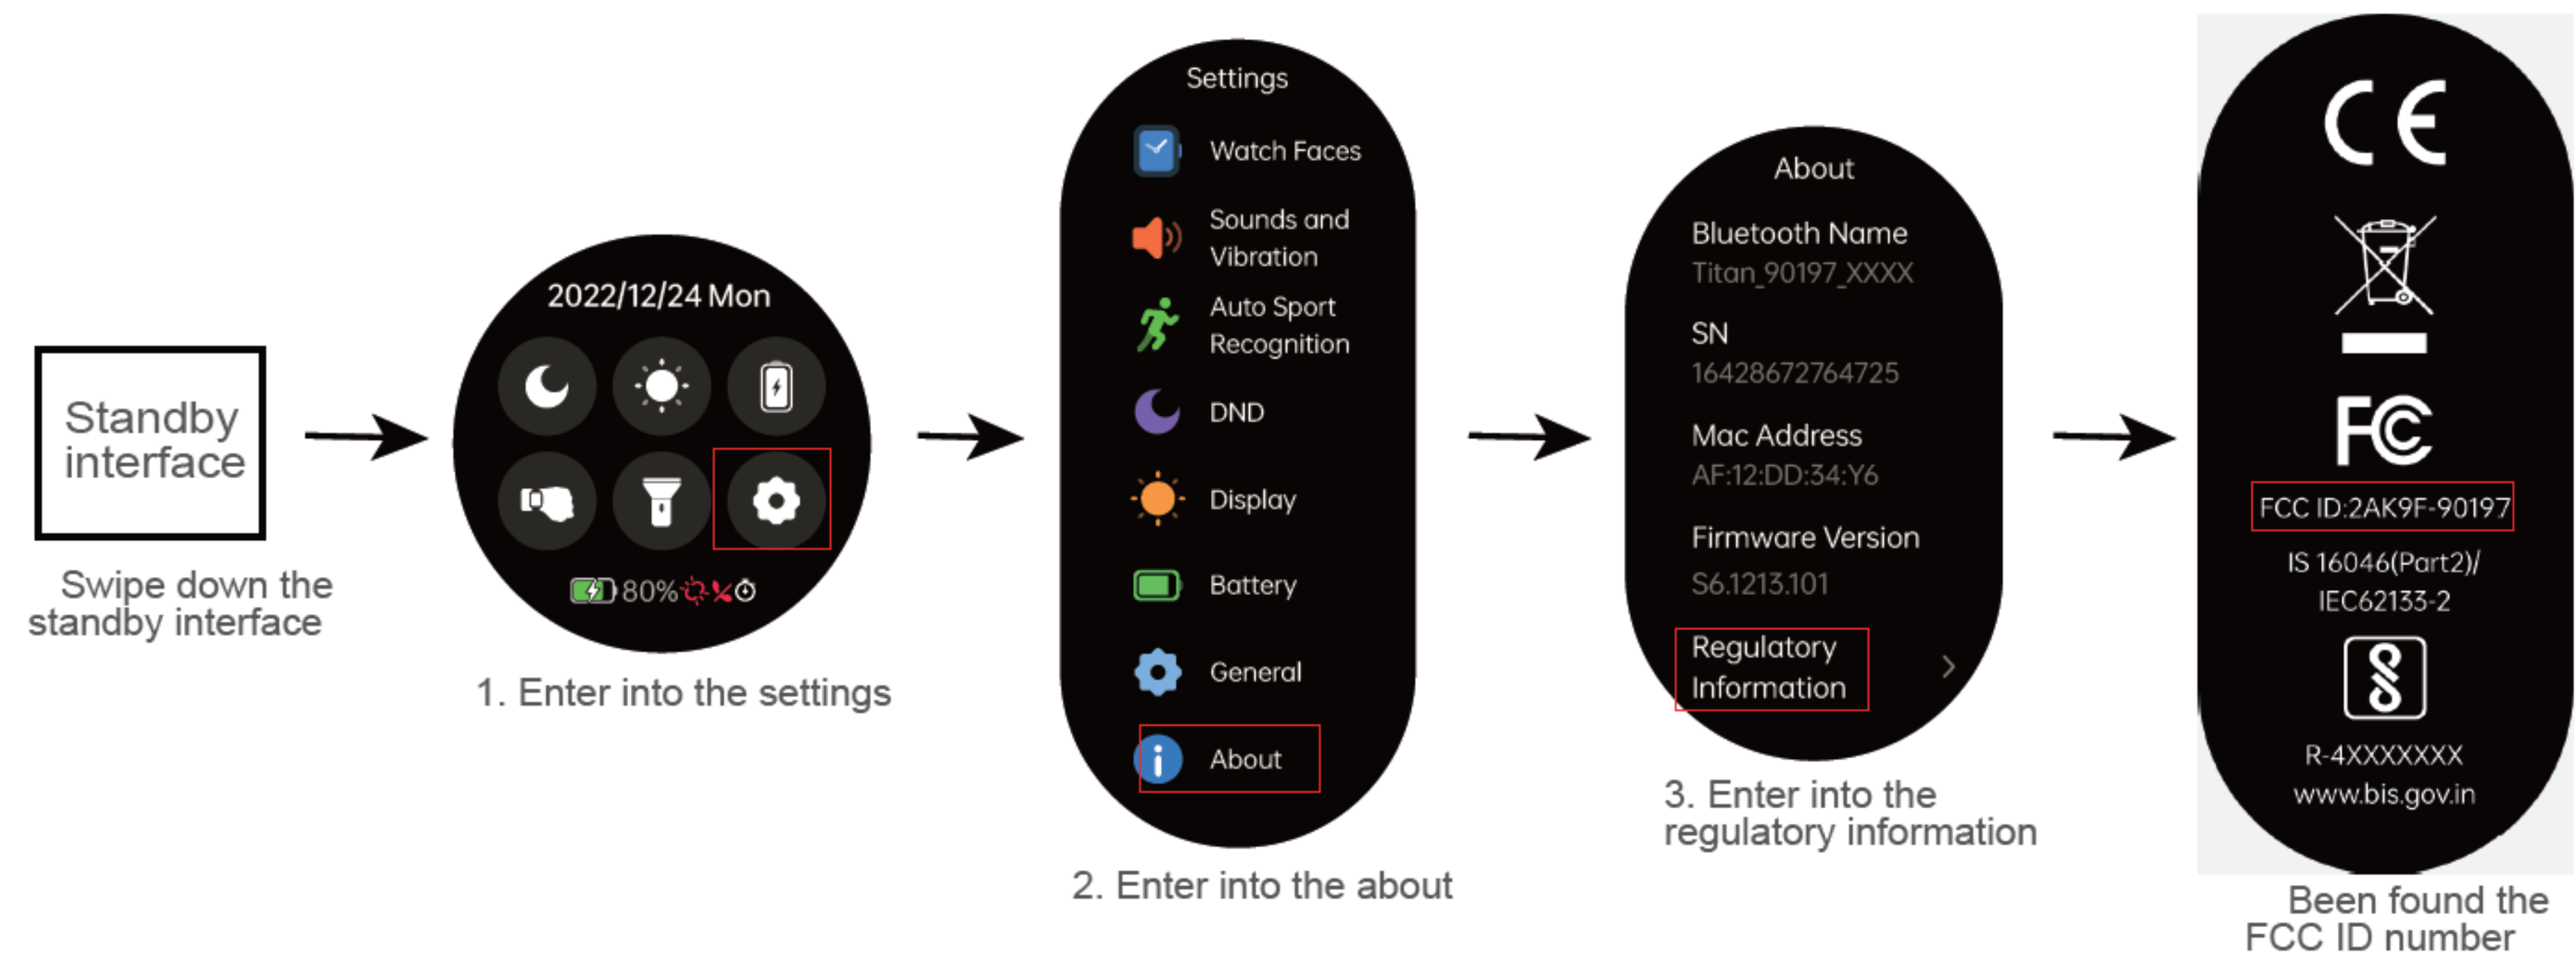 Standby
interface
Swipe down the
standby interface
2022/12/24 Mon
80%
1. Enter into the settings
Settings
Watch Faces
Sounds and
Vibration
Auto Sport
Recognition
DND
Display
Battery
General
About
2. Enter into the about
About
Bluetooth Name
Titan_90197_XXXX
SN
16428672764725
Mac Address
AF:12:DD:34:Y6
Firmware Version
S6.1213.101
Regulatory
Information
3. Enter into the
regulatory information
CE
FC
FCC ID:2AK9F-90197
IS 16046(Part2)/
IEC62133-2
R-4XXXXXXX
www.bis.gov.in
Been found the
FCC ID number